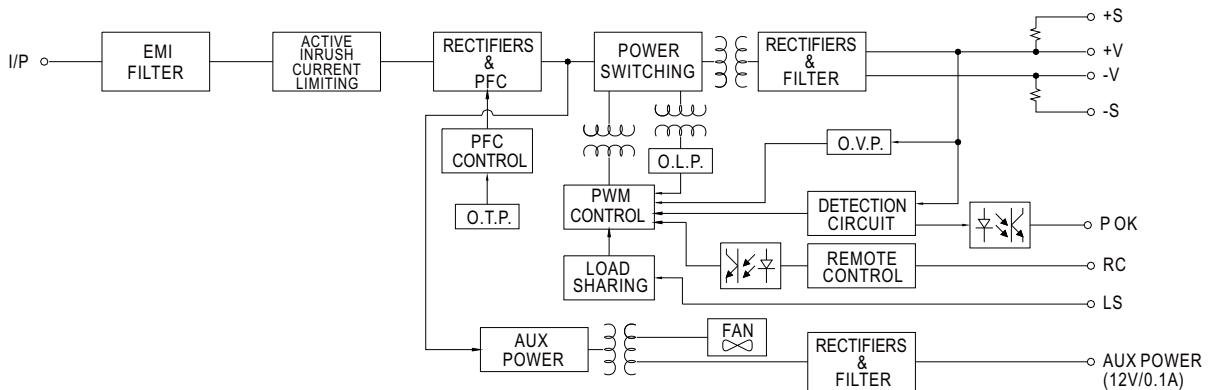 +S
I/P
EMI
FILTER
ACTIVE
INRUSH
CURRENT
LIMITING
RECTIFIERS
&
PFC
POWER
SWITCHING
RECTIFIERS
&
FILTER
+V
-V
-S
PFC
CONTROL
O.L.P.
O.V.P.
O.T.P.
PWM
CONTROL
DETECTION
CIRCUIT
P OK
LOAD
SHARING
REMOTE
CONTROL
RC
LS
AUX
POWER
FAN
RECTIFIERS
&
FILTER
AUX POWER
(12V/0.1A)